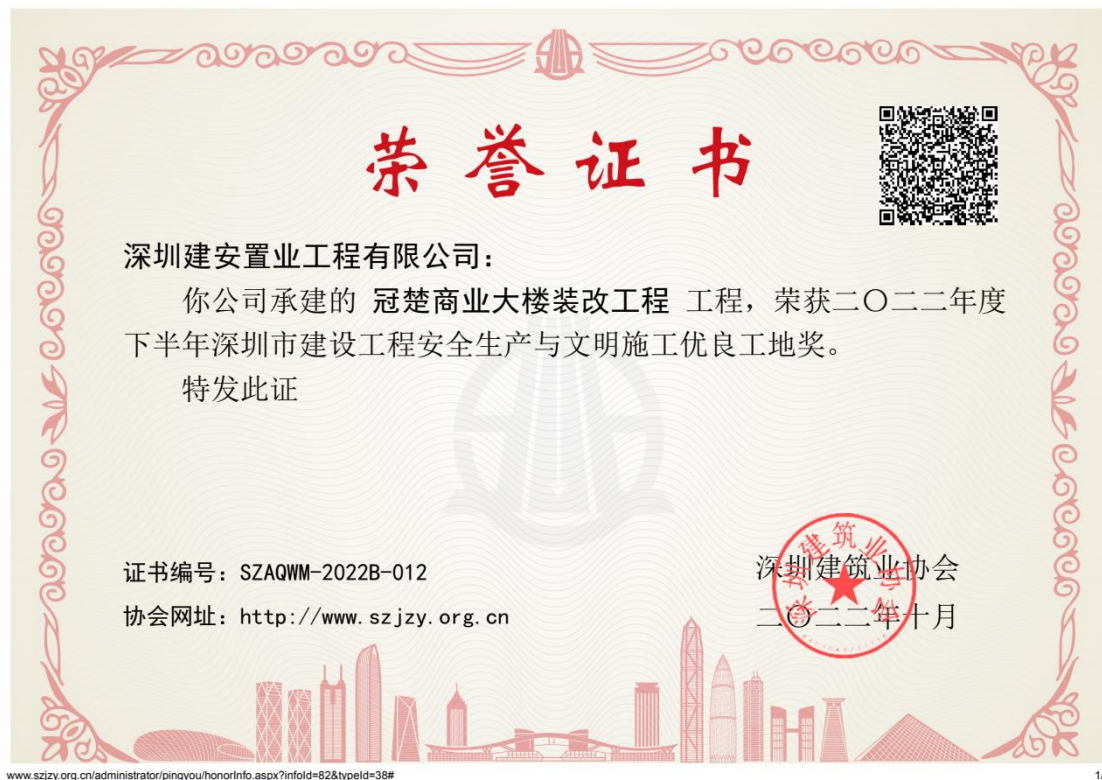 荣誉证书
深圳建安置业工程有限公司：
你公司承建的 冠楚商业大楼装改工程 工程，荣获二〇二二年度
下半年深圳市建设工程安全生产与文明施工优良工地奖。
特发此证
证书编号：SZAQWM-2022B-012
协会网址：http://www.szjzy.org.cn
深圳建筑业协会
二〇二二年十月
深圳建筑业协会
www.szjzy.org.cn/administrator/pingyou/honorInfo.aspx?infoId=82&typeId=38#